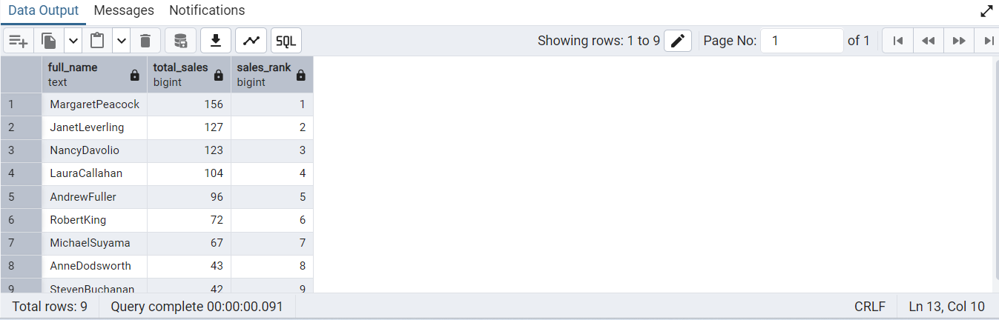 Data Output Messages Notifications
SQL Showing rows: 1 to 9 Page No: 1 of 1
full_name total_sales sales_rank
text bigint bigint
1 MargaretPeacock 156 1
2 JanetLeverling 127 2
3 NancyDavolio 123 3
4 LauraCallahan 104 4
5 AndrewFuller 96 5
6 RobertKing 72 6
7 MichaelSuyama 67 7
8 AnneDodsworth 43 8
9 StevenBuchanan 42 9
Total rows: 9 Query complete 00:00:00.091 CRLF Ln 13, Col 10